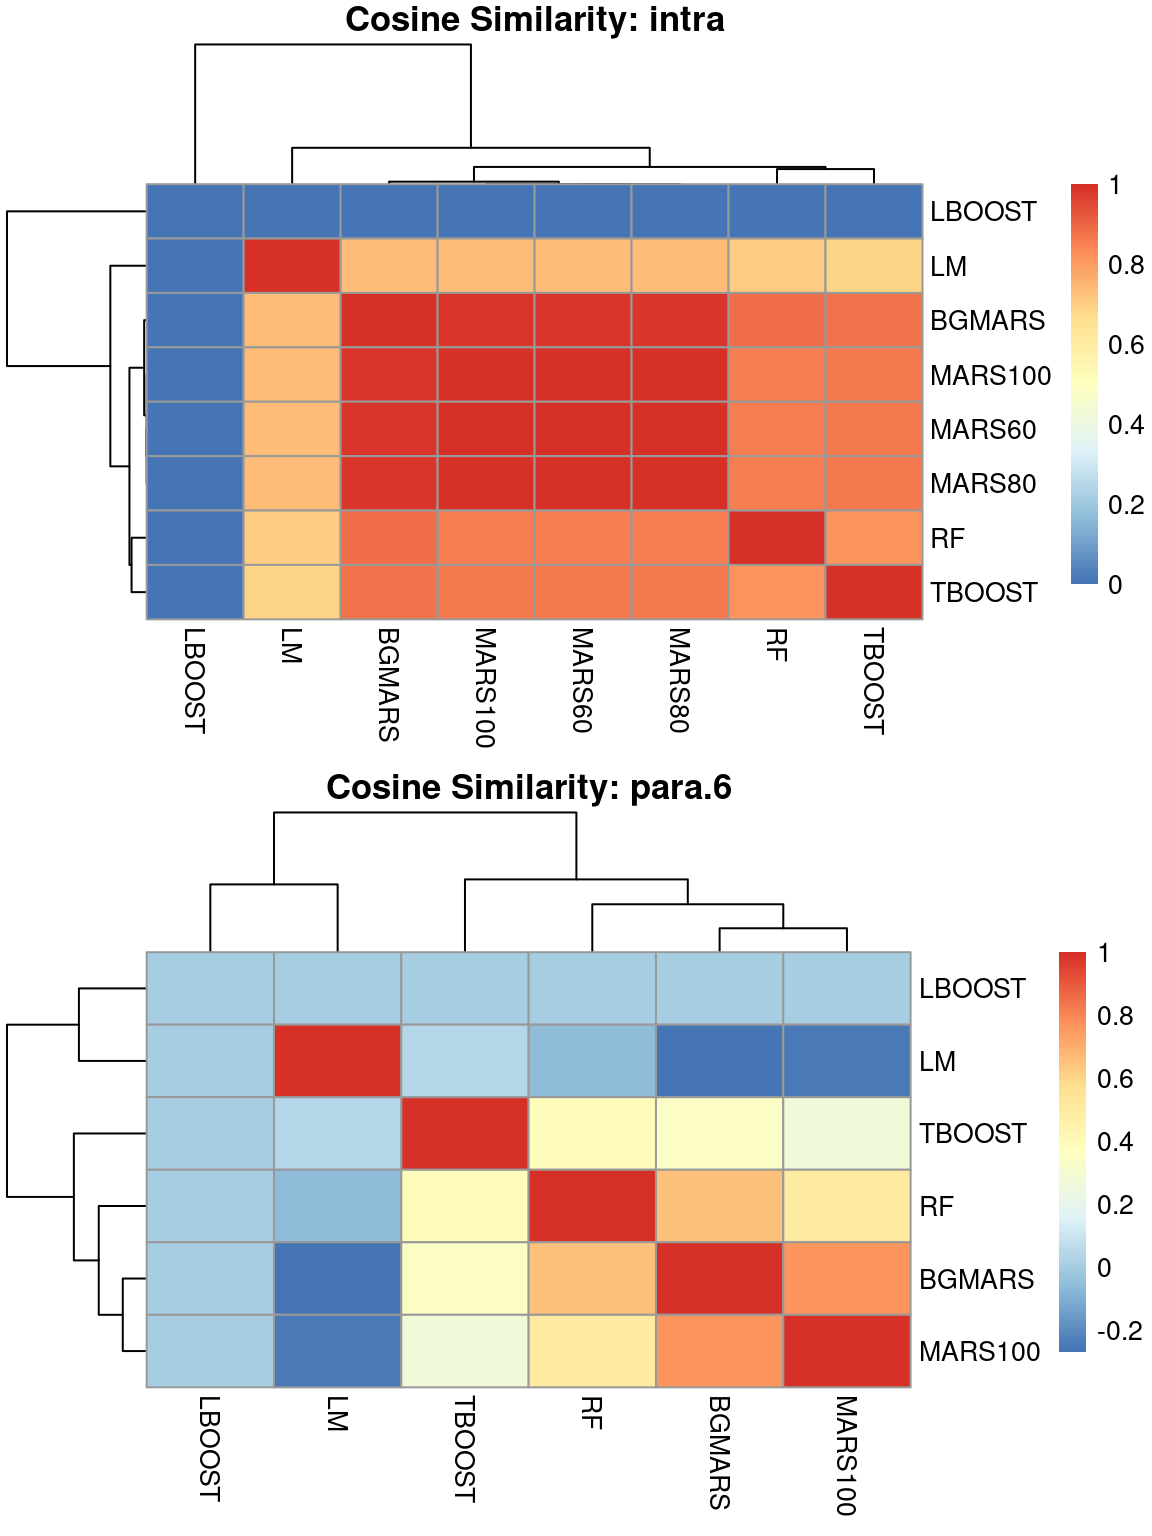 Cosine Similarity: intra
LBOOST
LM
BGMARS
MARS100
MARS60
MARS80
RF
TBOOST
1
0.8
0.6
0.4
0.2
0
LBOOST
LM
BGMARS
MARS100
MARS60
MARS80
RF
TBOOST
Cosine Similarity: para.6
LBOOST
LM
TBOOST
RF
BGMARS
MARS100
1
0.8
0.6
0.4
0.2
0
-0.2
LBOOST
LM
TBOOST
RF
BGMARS
MARS100